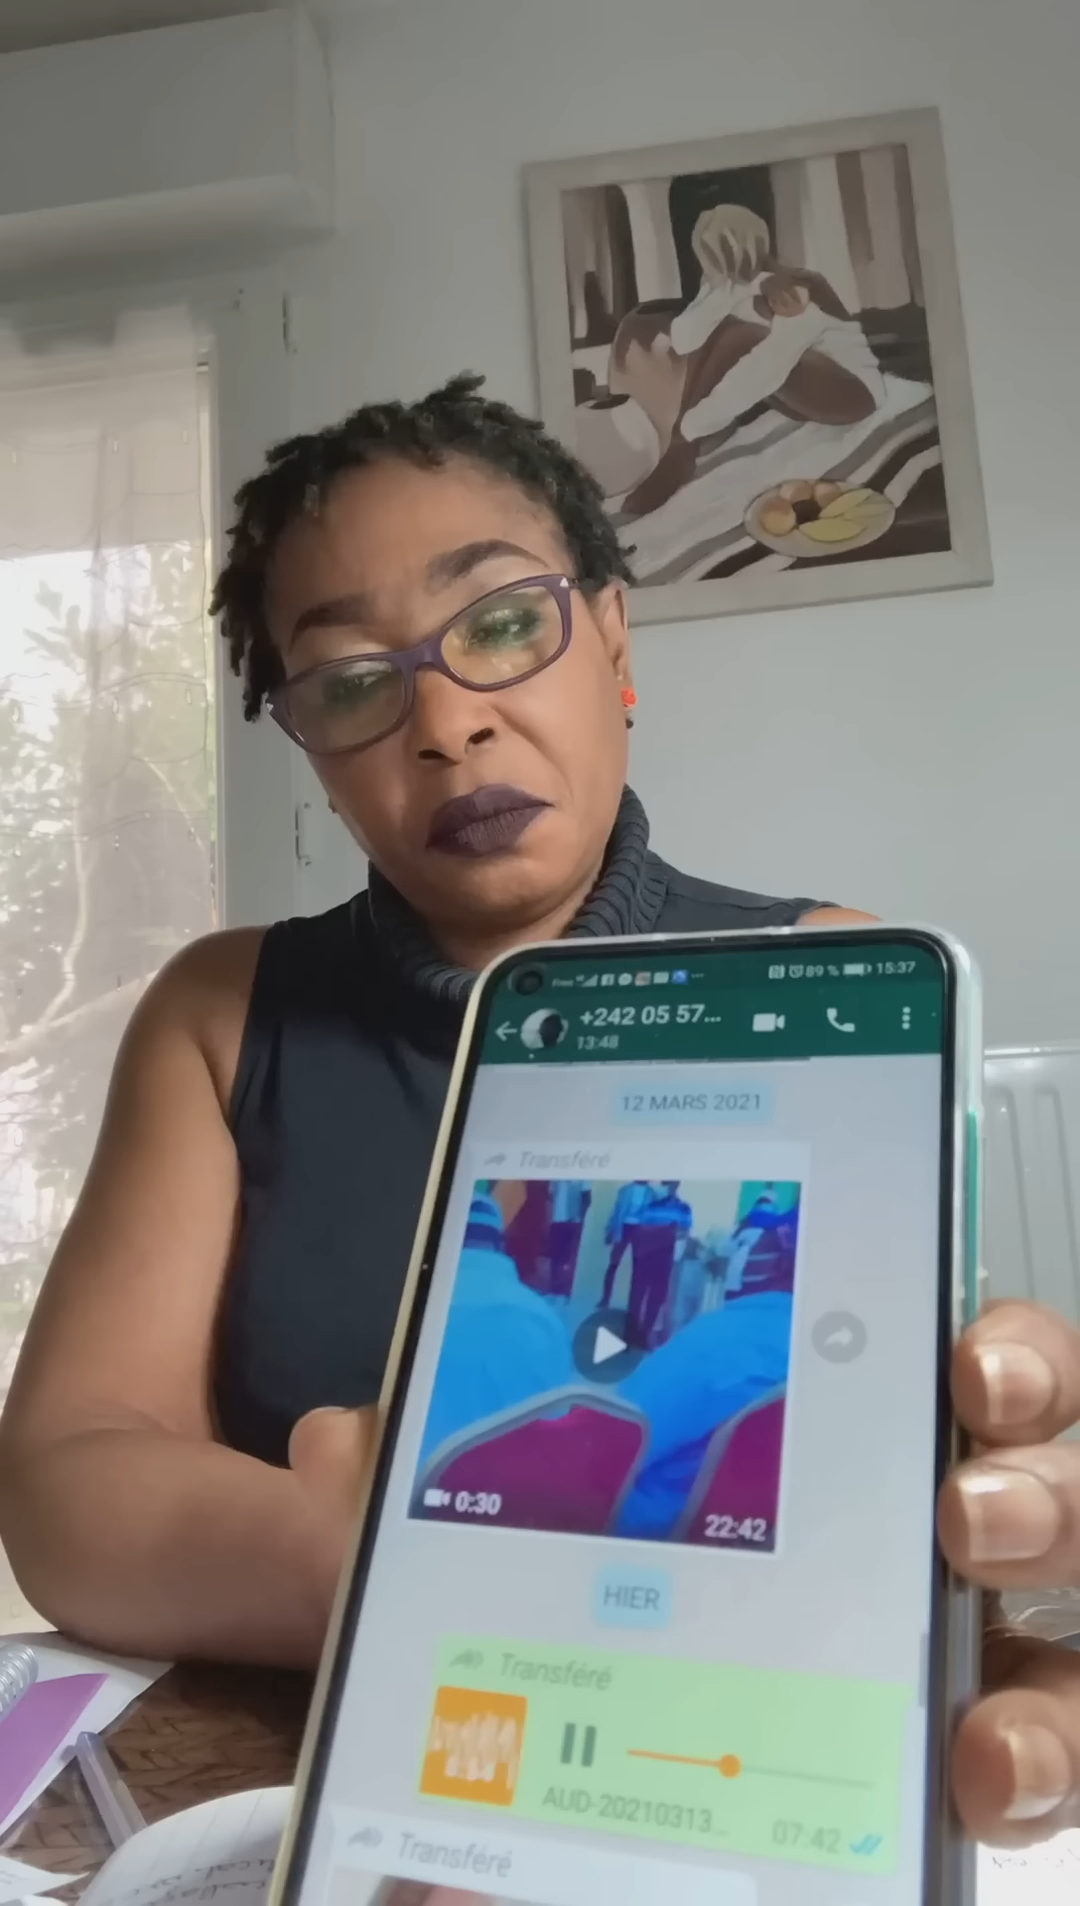 Free 89 % 15:37
+242 05 57...
13:48
12 MARS 2021
Transféré
0:30 22:42
HIER
Transféré
AUD-20210313... 07:42
Transféré